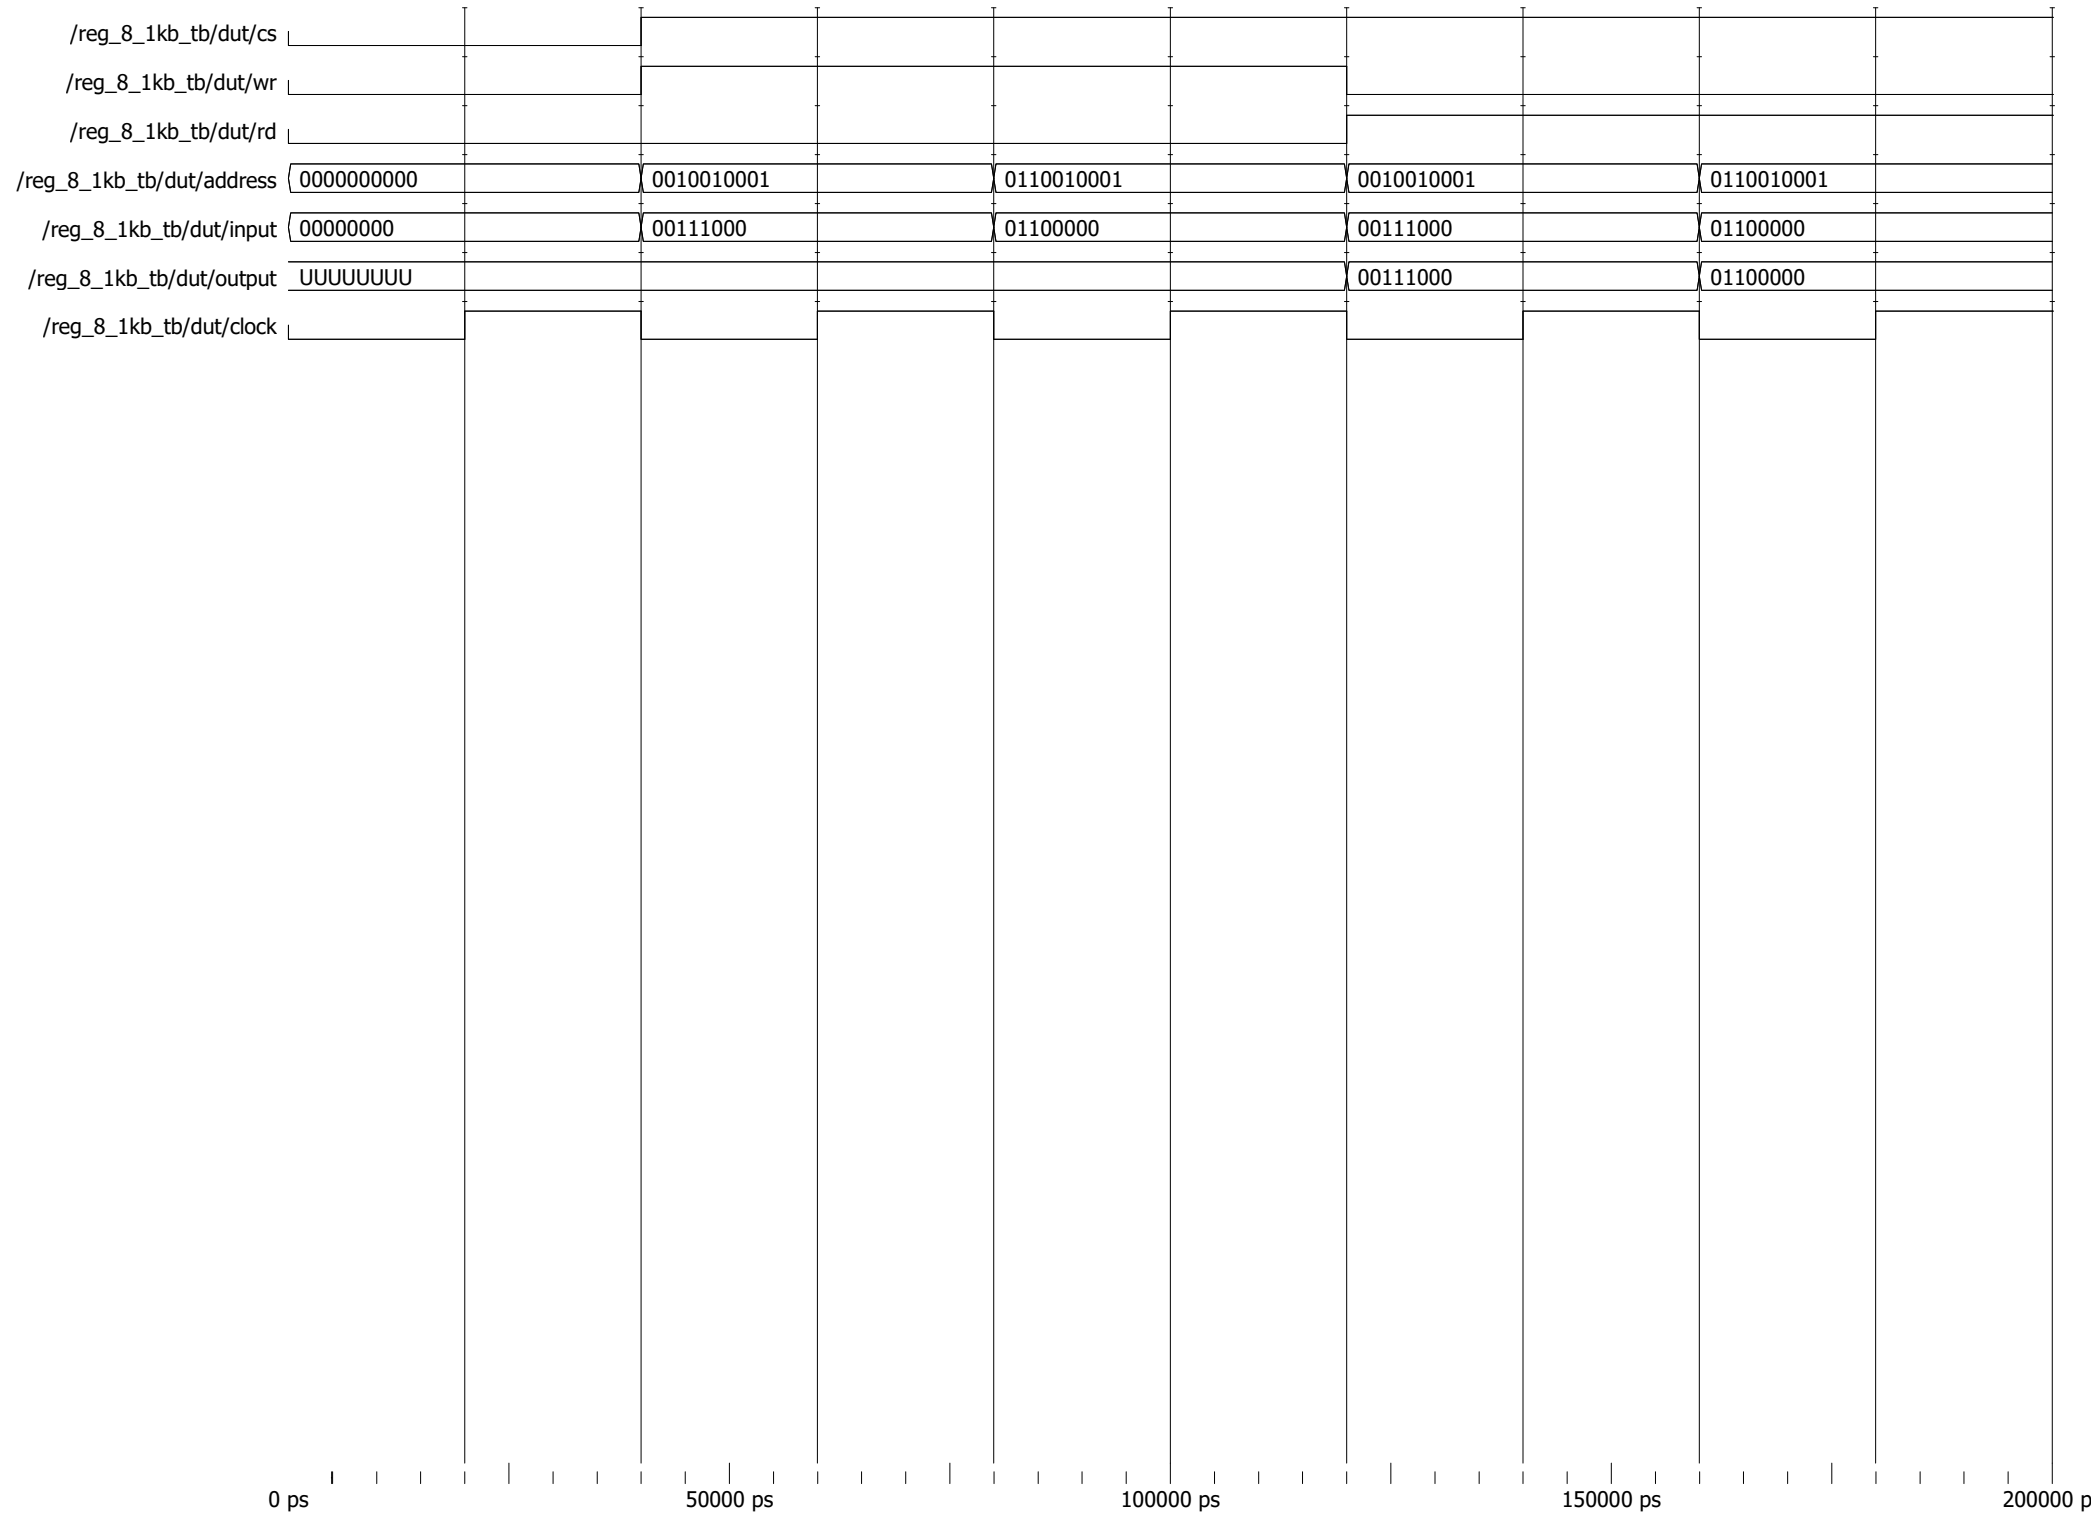 /reg_8_1kb_tb/dut/cs
/reg_8_1kb_tb/dut/wr
/reg_8_1kb_tb/dut/rd
/reg_8_1kb_tb/dut/address 0000000000 0010010001 0110010001 0010010001 0110010001
/reg_8_1kb_tb/dut/input 00000000 00111000 01100000 00111000 01100000
/reg_8_1kb_tb/dut/output UUUUUUUU 00111000 01100000
/reg_8_1kb_tb/dut/clock
0 ps 50000 ps 100000 ps 150000 ps 200000 p